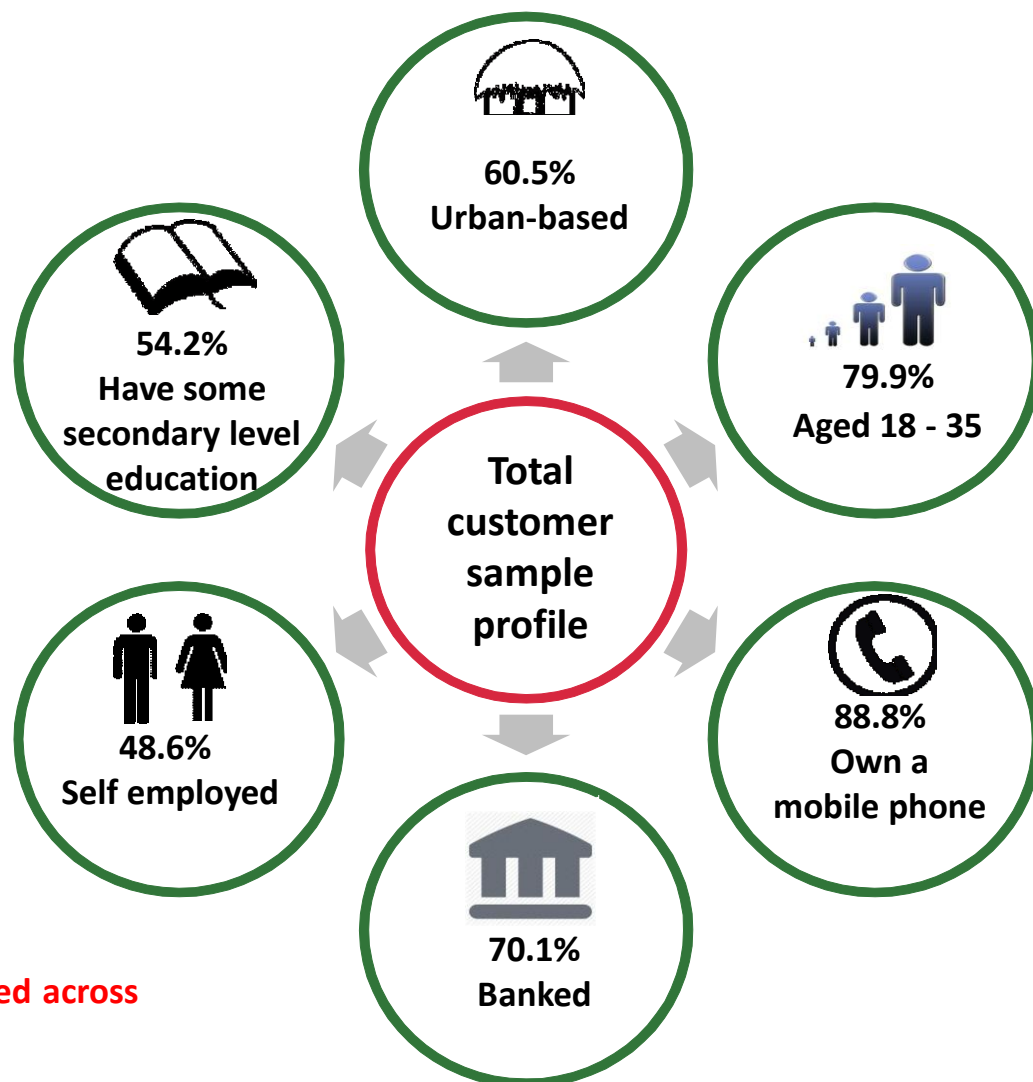 60.5%
Urban-based
54.2%
Have some
secondary level
education
79.9%
Aged 18 - 35
Total
customer
sample
profile
48.6%
Self employed
88.8%
Own a
mobile phone
70.1%
Banked
ed across